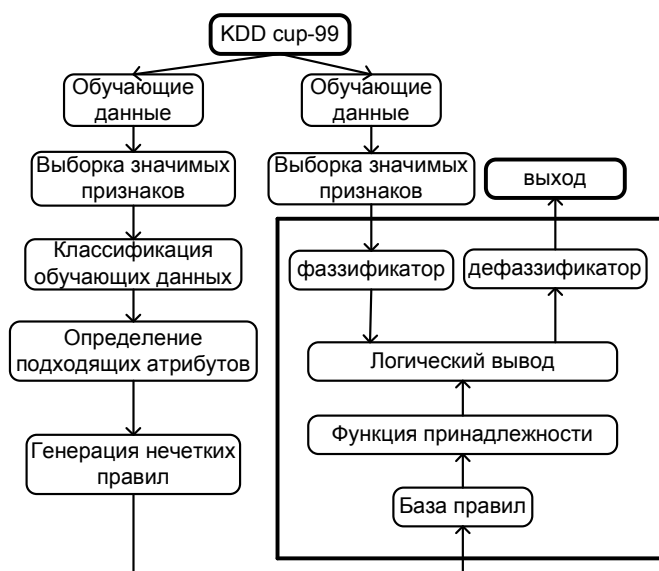 KDD cup-99
Обучающие
данные
Обучающие
данные
Выборка значимых
признаков
Выборка значимых
признаков
выход
Классификация
обучающих данных
фаззификатор
дефаззификатор
Определение
подходящих атрибутов
Логический вывод
Генерация нечетких
правил
Функция принадлежности
База правил